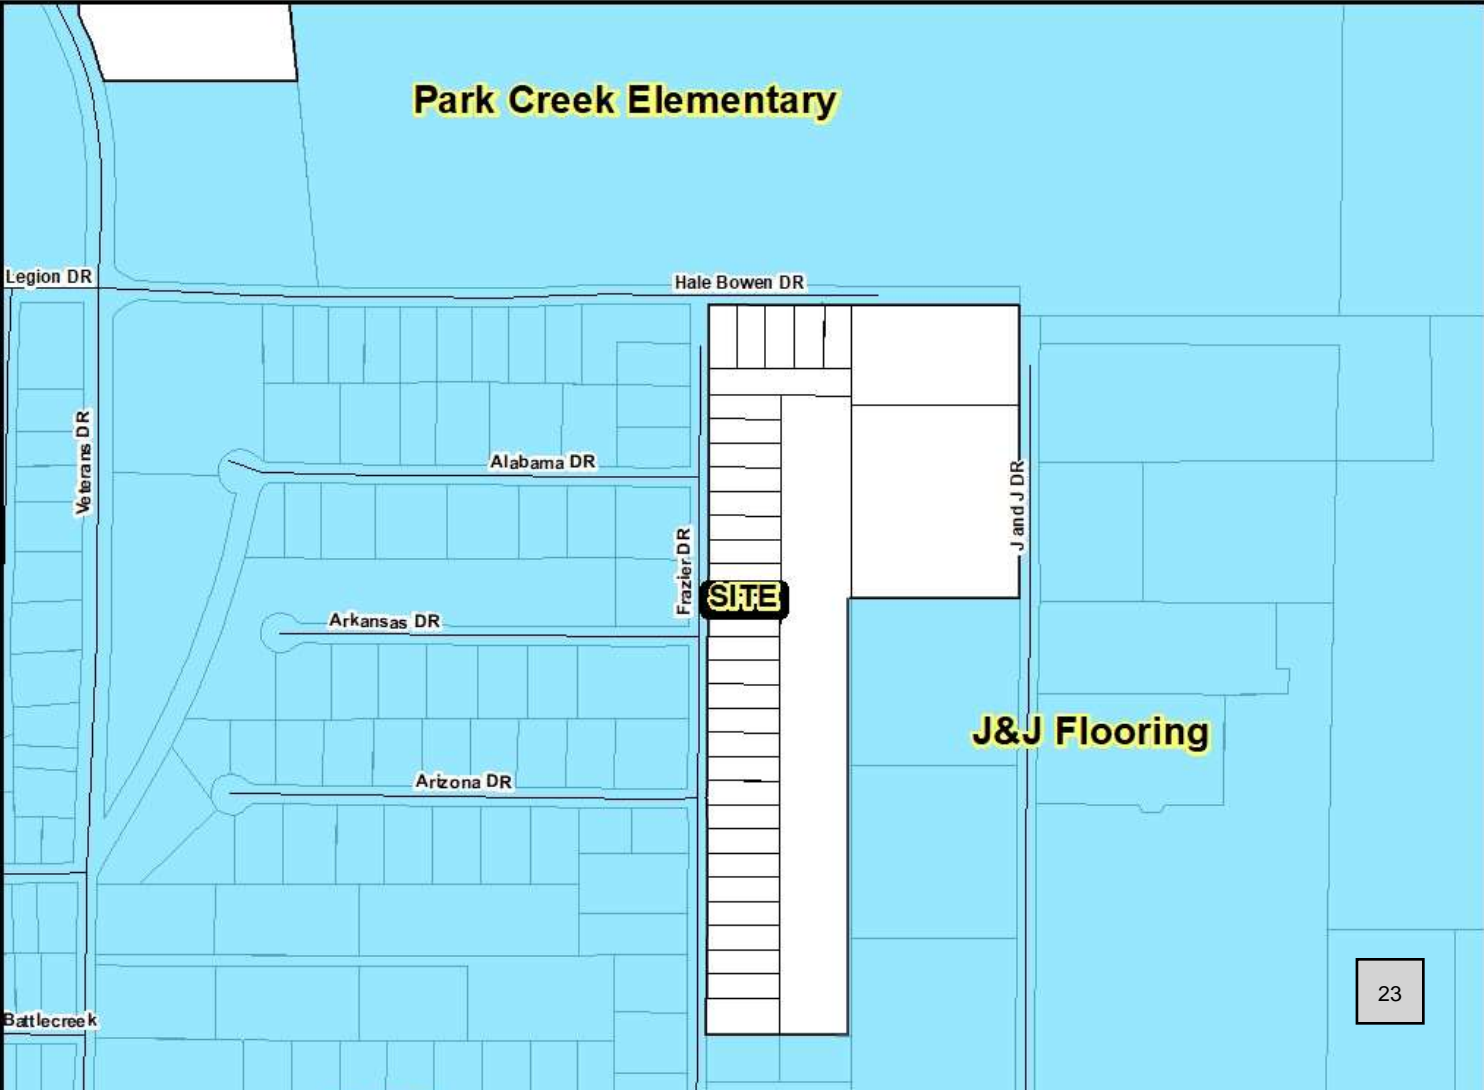 Park Creek Elementary
Legion DR
Hale Bowen DR
Veterans DR
Alabama DR
J and J DR
Frazier DR
SITE
Arkansas DR
J&J Flooring
Arizona DR
23
Battlecreek